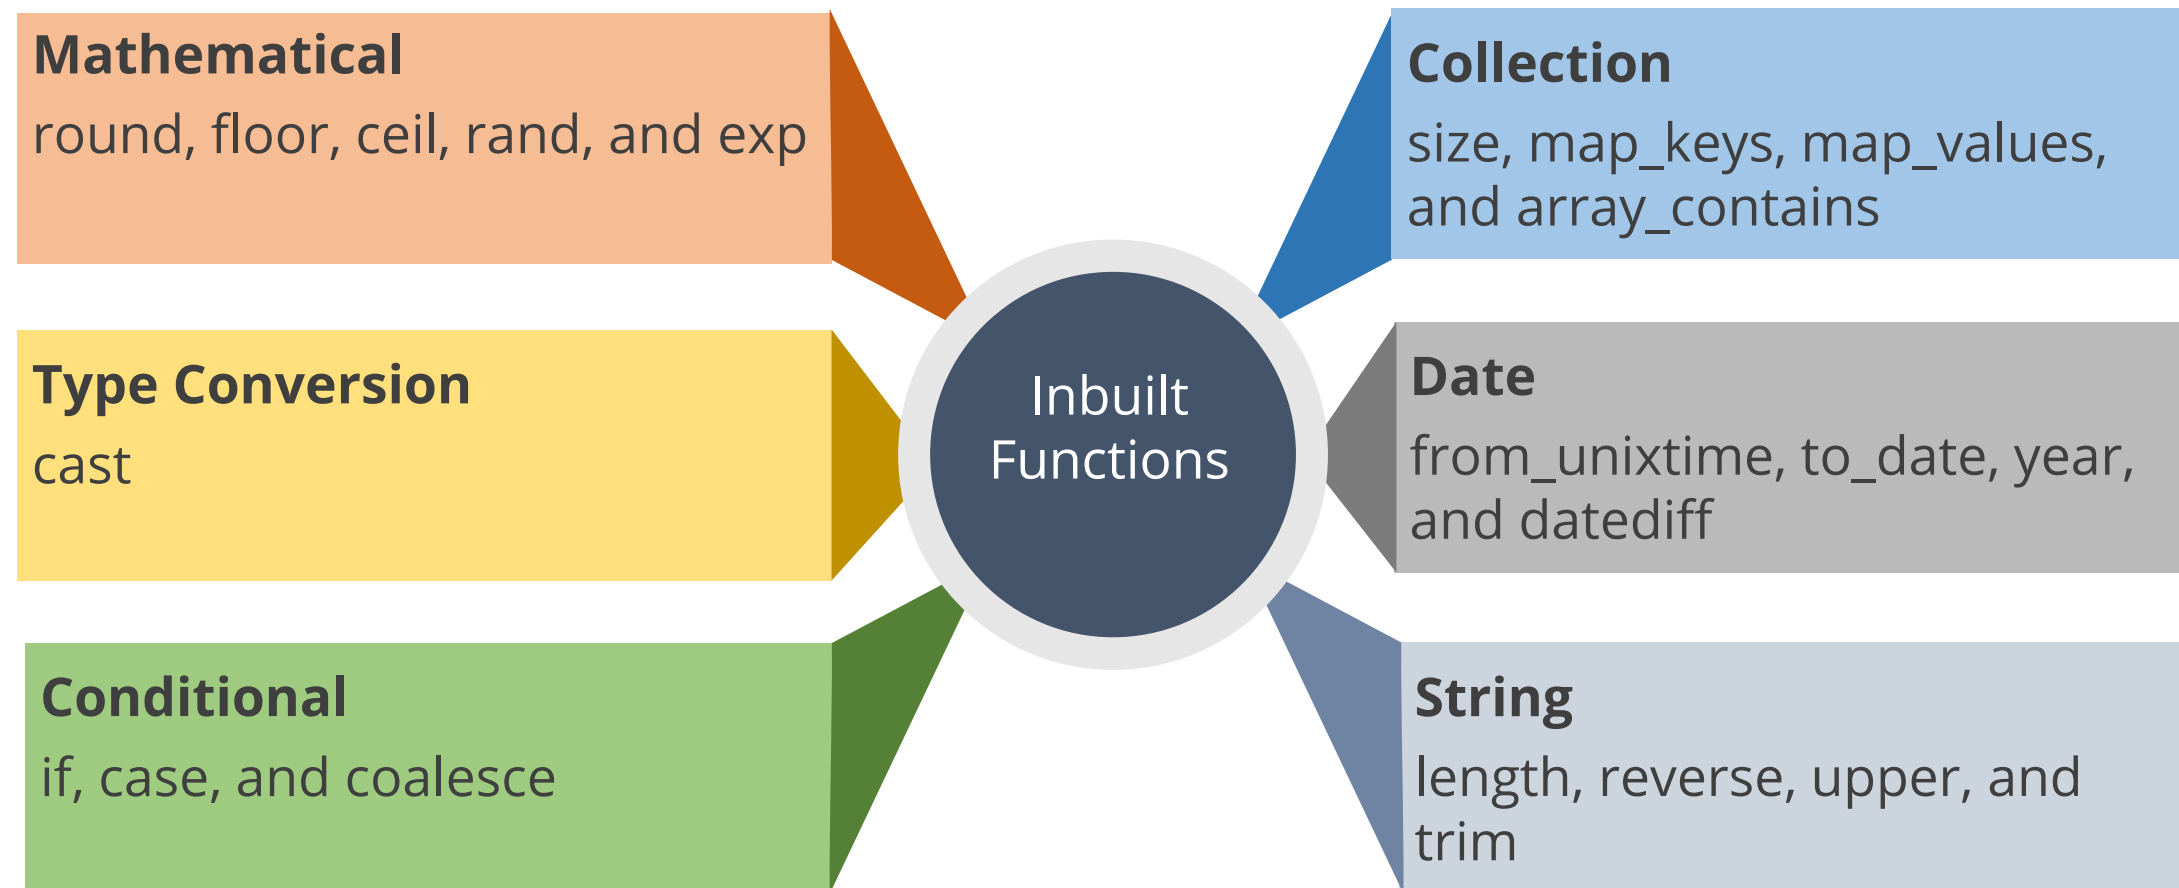 Mathematical
round, floor, ceil, rand, and exp
Type Conversion
cast
Conditional
if, case, and coalesce
Inbuilt
Functions
Collection
size, map_keys, map_values,
and array_contains
Date
from_unixtime, to_date, year,
and datediff
String
length, reverse, upper, and
trim